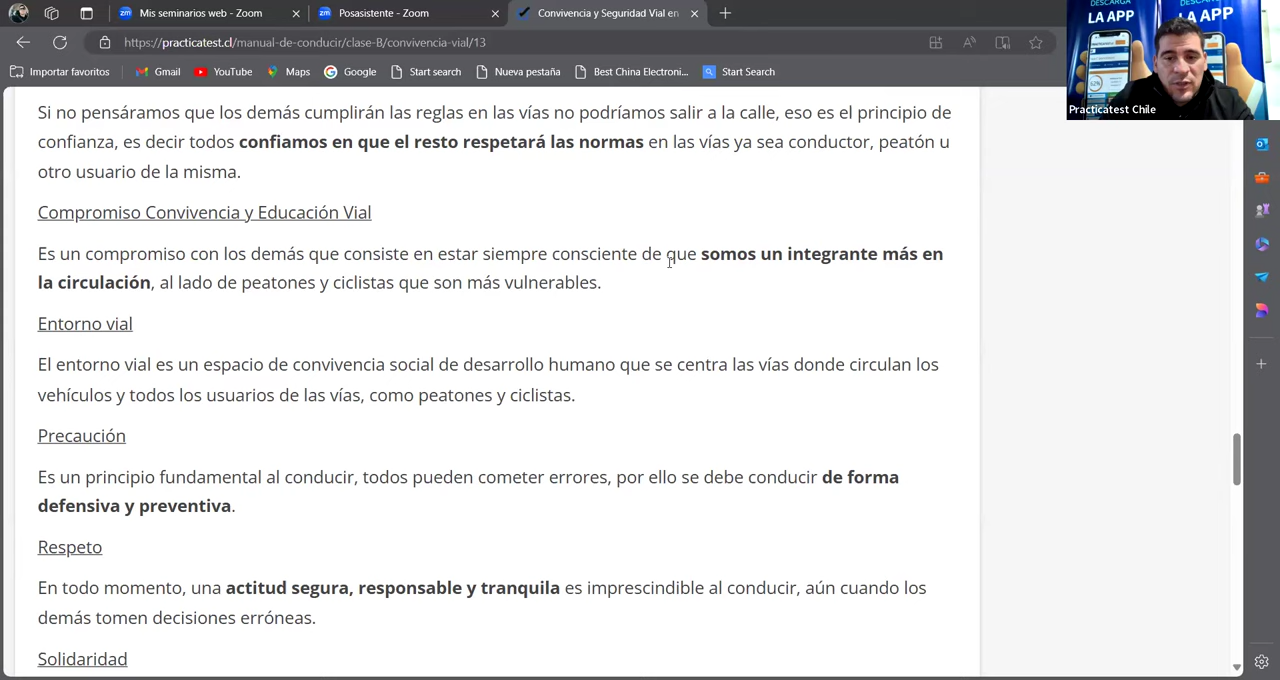 Mis seminarios web - Zoom
Posasistente - Zoom
Convivencia y Seguridad Vial en
https://practicatest.cl/manual-de-conducir/clase-B/convivencia-vial/13
Importar favoritos
Gmail
YouTube
Maps
Google
Start search
Nueva pestaña
Best China Electroni...
Start Search
DESCARGA
LA APP
LA APP
Practicatest Chile
Si no pensáramos que los demás cumplirán las reglas en las vías no podríamos salir a la calle, eso es el principio de
confianza, es decir todos confiamos en que el resto respetará las normas en las vías ya sea conductor, peatón u
otro usuario de la misma.
Compromiso Convivencia y Educación Vial
Es un compromiso con los demás que consiste en estar siempre consciente de que somos un integrante más en
la circulación, al lado de peatones y ciclistas que son más vulnerables.
Entorno vial
El entorno vial es un espacio de convivencia social de desarrollo humano que se centra las vías donde circulan los
vehículos y todos los usuarios de las vías, como peatones y ciclistas.
Precaución
Es un principio fundamental al conducir, todos pueden cometer errores, por ello se debe conducir de forma
defensiva y preventiva.
Respeto
En todo momento, una actitud segura, responsable y tranquila es imprescindible al conducir, aún cuando los
demás tomen decisiones erróneas.
Solidaridad